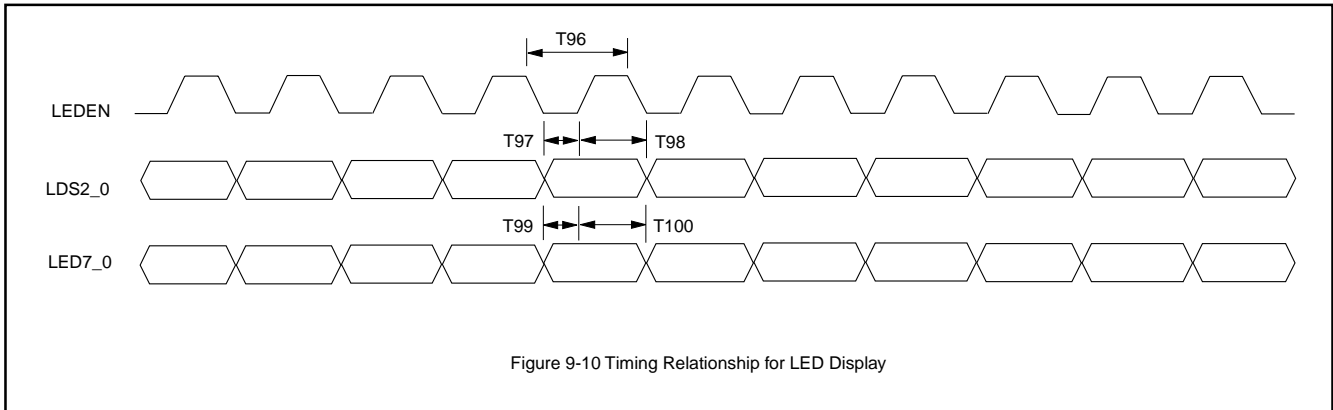 T96
LEDEN
T97 T98
LDS2_0
T99 T100
LED7_0
Figure 9-10 Timing Relationship for LED Display